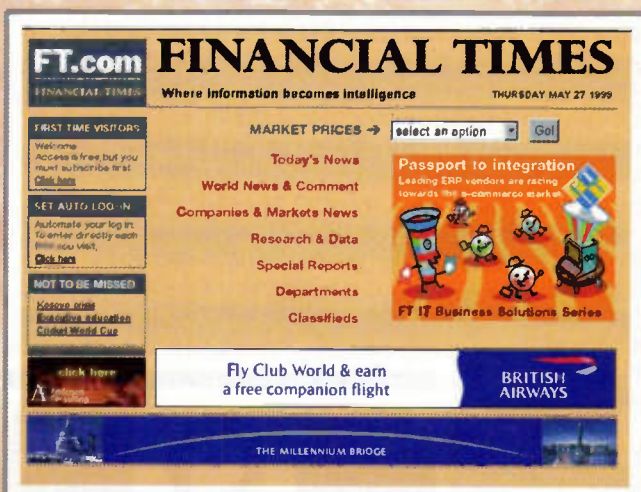 FT.com
FINANCIAL TIMES
FINANCIAL TIMES
Where information becomes intelligence
THURSDAY MAY 27 1999
FIRST TIME VISITORS
Welcome
Access is free, but you
must subscribe first
Click here
SET AUTO LOG-IN
Automate your log in.
To enter directly each
time you visit,
Click here
NOT TO BE MISSED
Kosovo crisis
Executive education
Cricket World Cup
click here
Andersen
Consulting
MARKET PRICES → select an option Go!
Today's News
World News & Comment
Companies & Markets News
Research & Data
Special Reports
Departments
Classifieds
Passport to integration
Leading ERP vendors are racing
towards the e-commerce market
FT IT Business Solutions Series
Fly Club World & earn
a free companion flight
BRITISH
AIRWAYS
THE MILLENNIUM BRIDGE